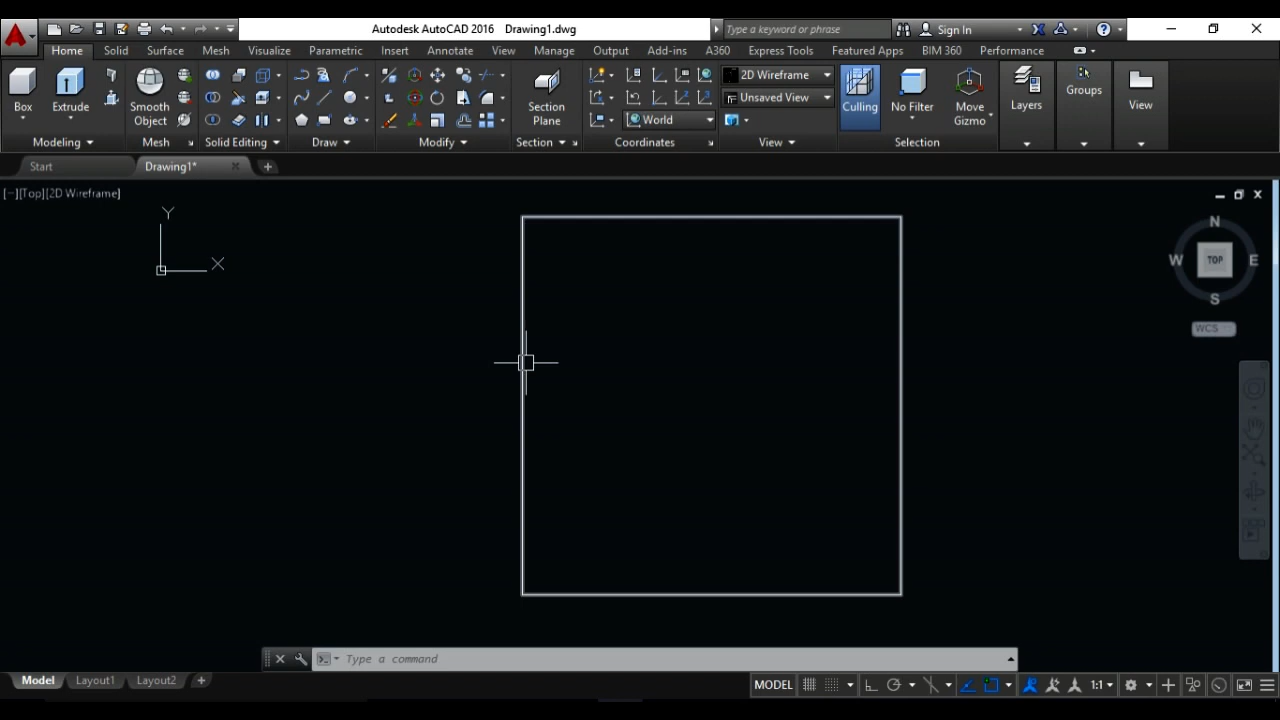 Autodesk AutoCAD 2016 Drawing1.dwg
Type a keyword or phrase
Sign In
Home Solid Surface Mesh Visualize Parametric Insert Annotate View Manage Output Add-ins A360 Express Tools Featured Apps BIM 360 Performance
2D Wireframe
Unsaved View
World
Box
Extrude
Smooth
Object
Section
Plane
Culling
No Filter
Move
Gizmo
Layers
Groups
View
Modeling Mesh Solid Editing Draw Modify Section Coordinates View Selection
Start Drawing1*
[−][Top][2D Wireframe]
Y
X
N
W TOP E
S
WCS
Type a command
Model Layout1 Layout2
MODEL 1:1